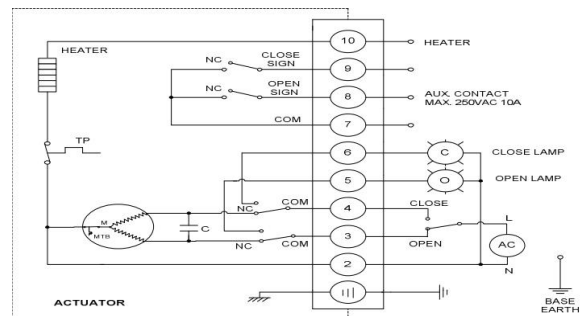 HEATER
NC
CLOSE
SIGN
10
HEATER
9
NC
OPEN
SIGN
8
AUX. CONTACT
MAX. 250VAC 10A
COM
7
TP
6
C
CLOSE LAMP
5
O
OPEN LAMP
M
MTB
C
NC
COM
4
CLOSE
L
NC
COM
3
OPEN
AC
2
N
ACTUATOR
BASE
EARTH